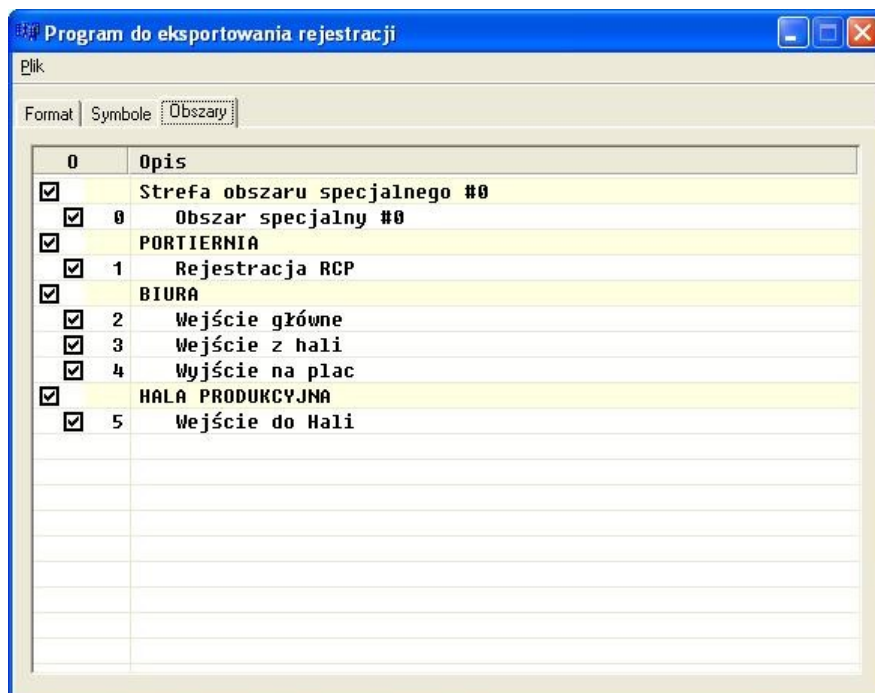 Program do eksportowania rejestracji
Plik
Format Symbole Obszary
O Opis
Strefa obszaru specjalnego #0
0 Obszar specjalny #0
PORTIERNIA
1 Rejestracja RCP
BIURA
2 Wejście główne
3 Wejście z hali
4 Wyjście na plac
HALA PRODUKCYJNA
5 Wejście do Hali